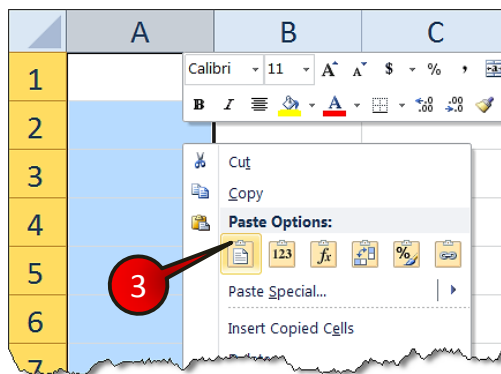 A B C
Calibri 11 A A $ % ,
1
B I A .0 .00 .00 .0
2
3 Cut
Copy
4 Paste Options:
123 fx %
5
3 Paste Special...
6 Insert Copied Cells
7